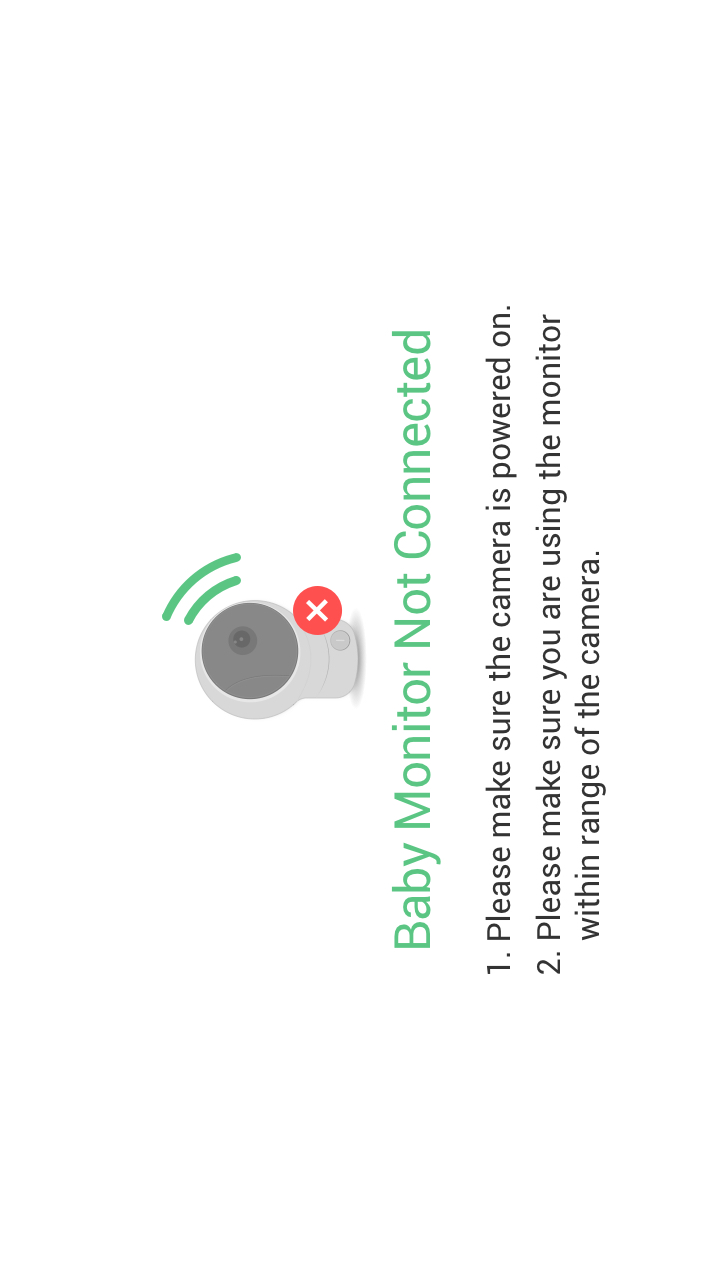 Baby Monitor Not Connected
1. Please make sure the camera is powered on.
2. Please make sure you are using the monitor
within range of the camera.